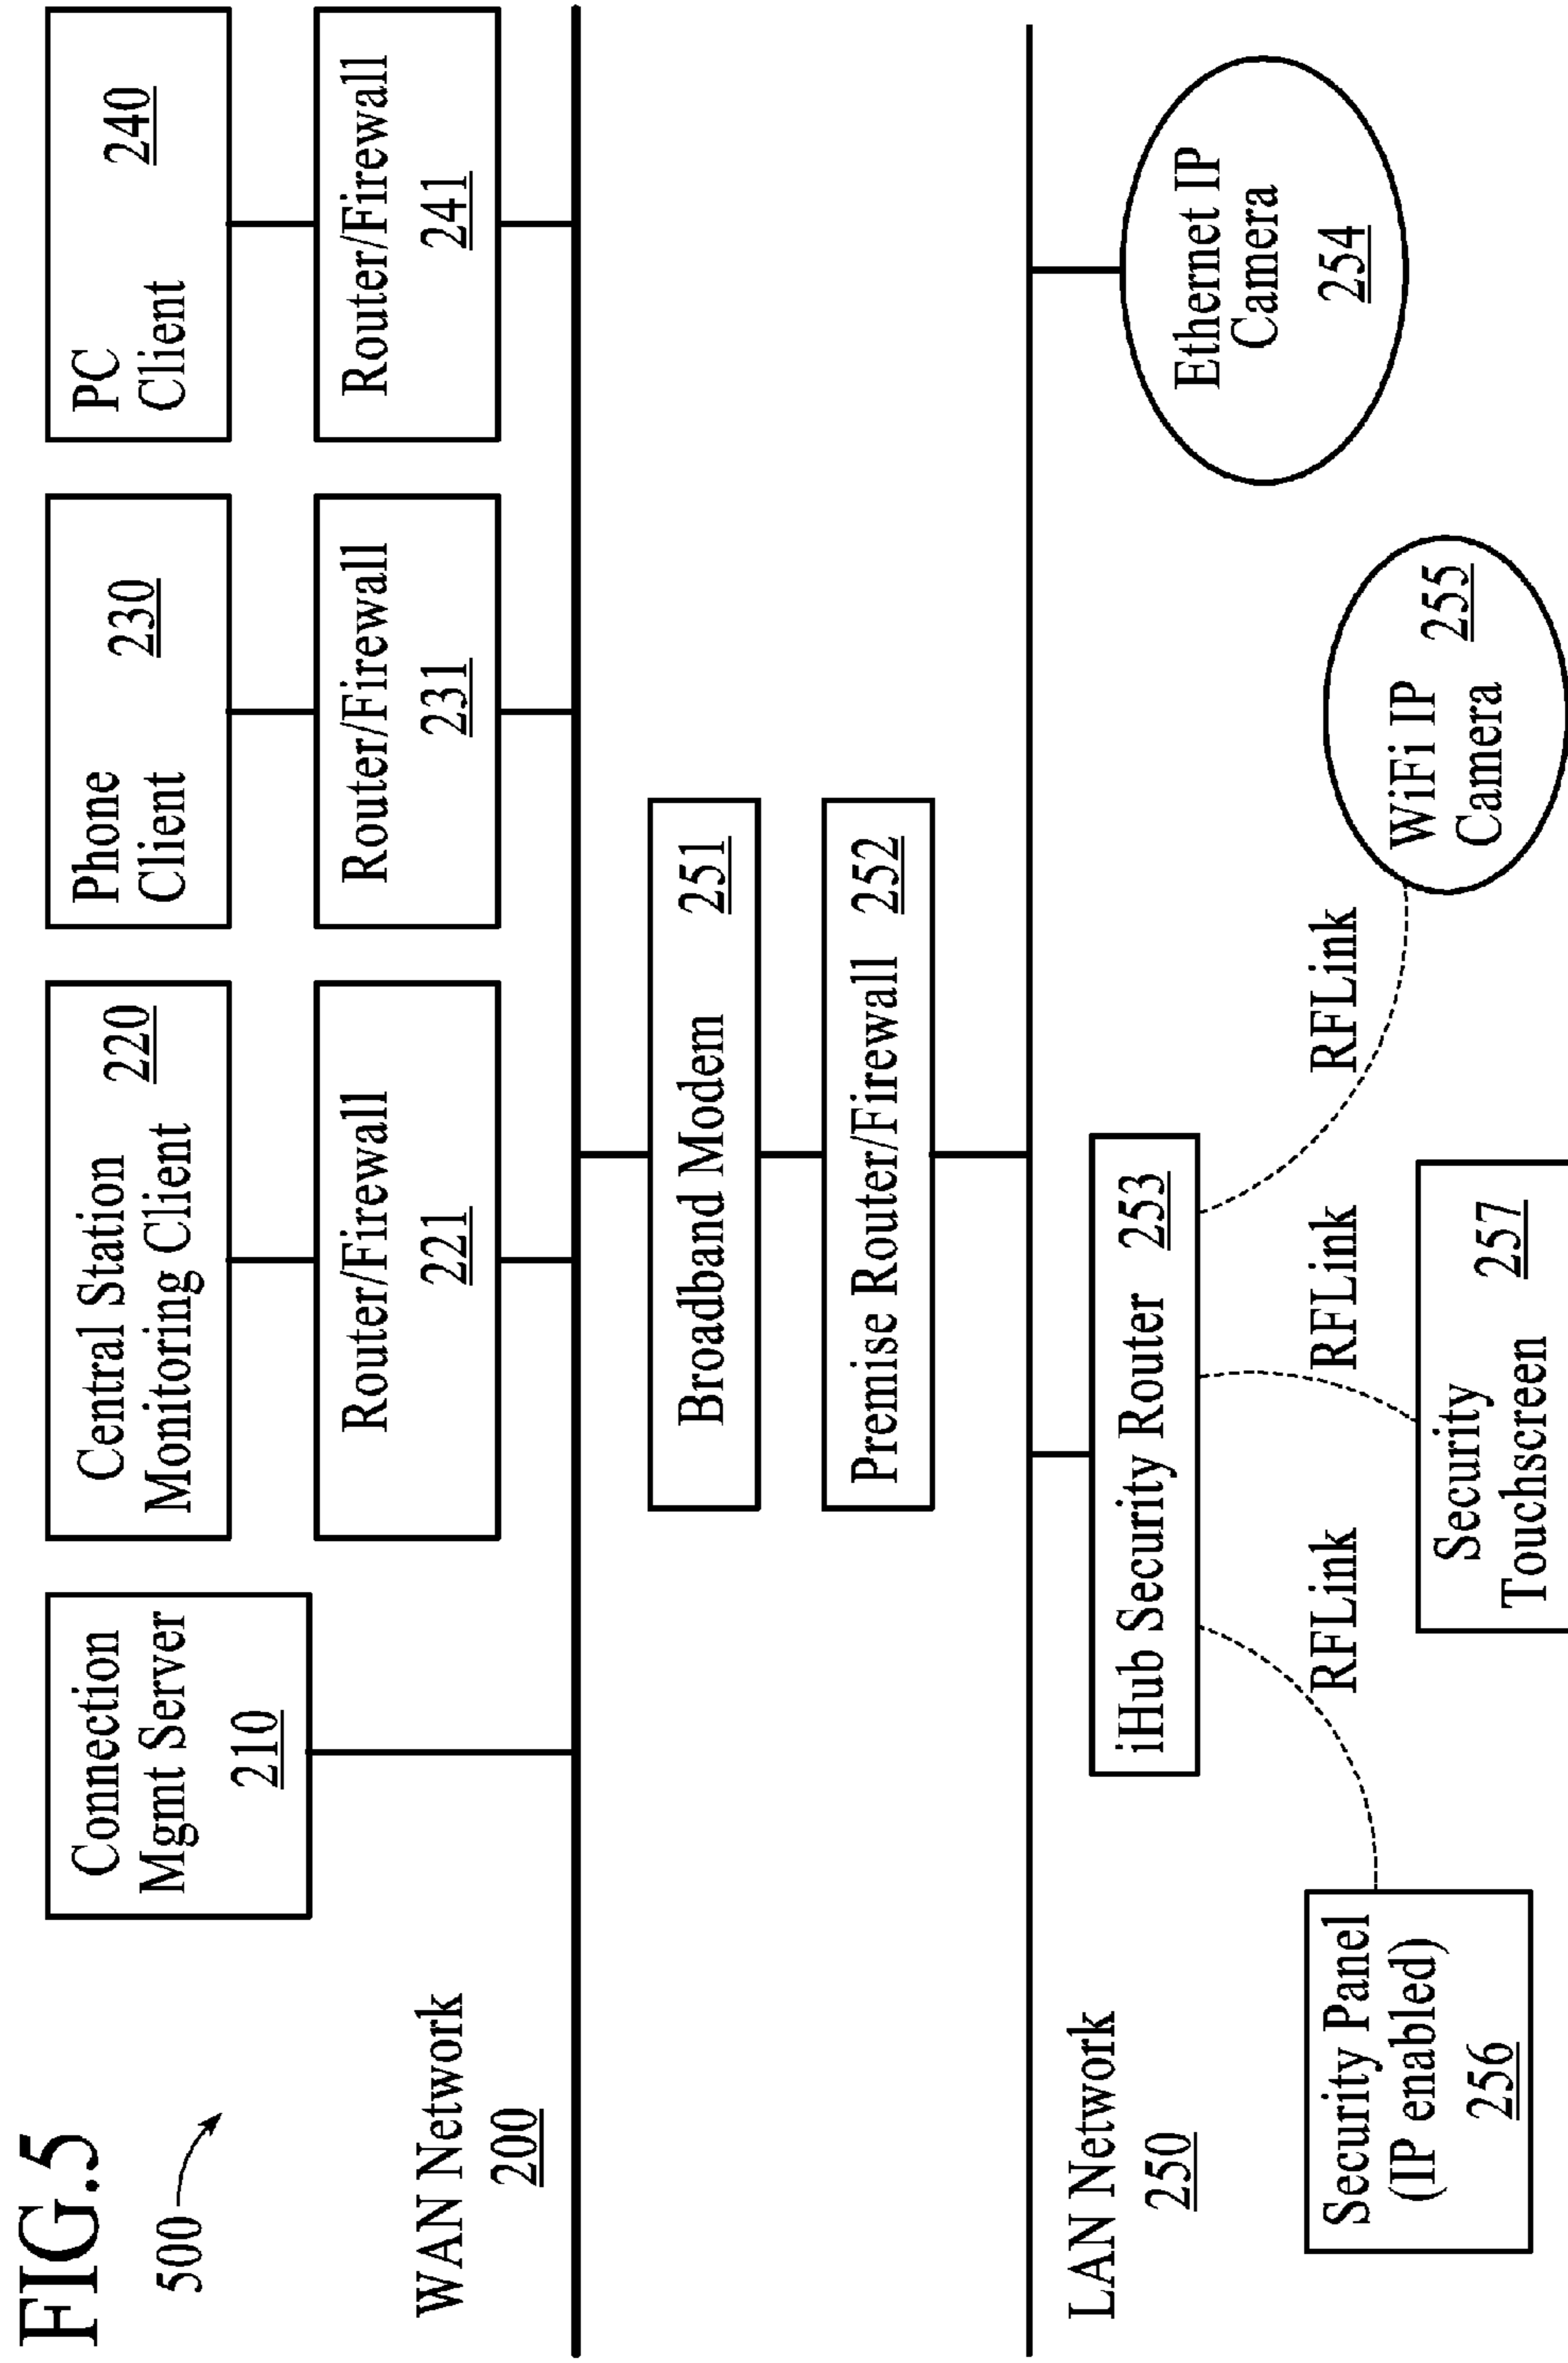 FIG.5
500
Connection
Mgmt Server
210
Central Station
Monitoring Client
220
Phone
Client
230
PC
Client
240
Router/Firewall
221
Router/Firewall
231
Router/Firewall
241
WAN Network
200
Broadband Modem 251
Premise Router/Firewall 252
LAN Network
250
iHub Security Router 253
RFLink
RFLink
RFLink
Security Panel
(IP enabled)
256
Security
Touchscreen
257
WiFi IP
Camera
255
Ethernet IP
Camera
254